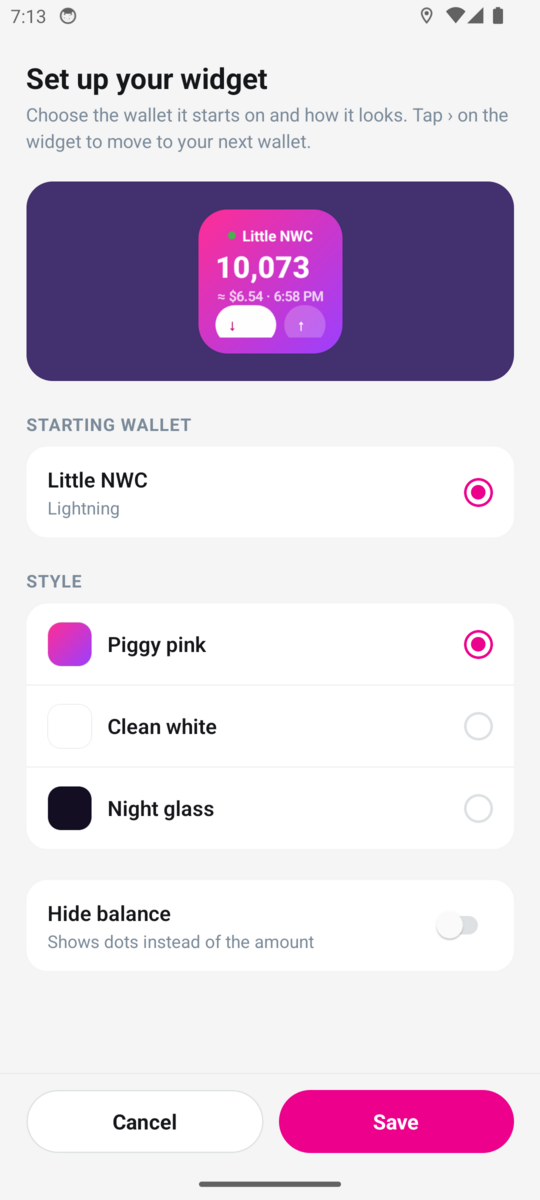 7:13
Set up your widget
Choose the wallet it starts on and how it looks. Tap › on the
widget to move to your next wallet.
Little NWC
10,073
≈ $6.54 · 6:58 PM
↓ ↑
STARTING WALLET
Little NWC
Lightning
STYLE
Piggy pink
Clean white
Night glass
Hide balance
Shows dots instead of the amount
Cancel Save